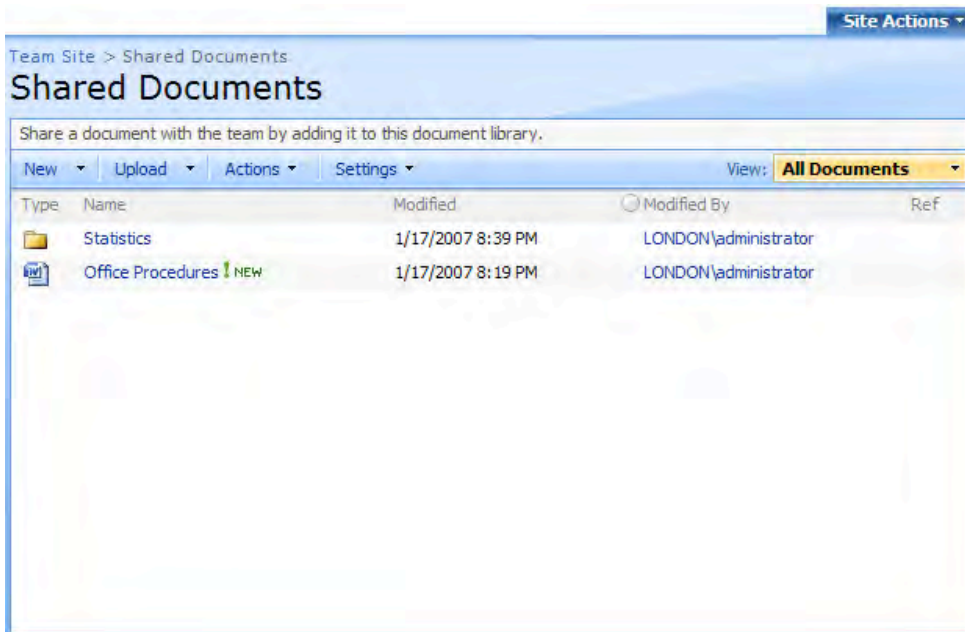 Site Actions
Team Site > Shared Documents
Shared Documents
Share a document with the team by adding it to this document library.
New Upload Actions Settings View: All Documents
Type Name Modified Modified By Ref
Statistics 1/17/2007 8:39 PM LONDON\administrator
Office Procedures ! NEW 1/17/2007 8:19 PM LONDON\administrator